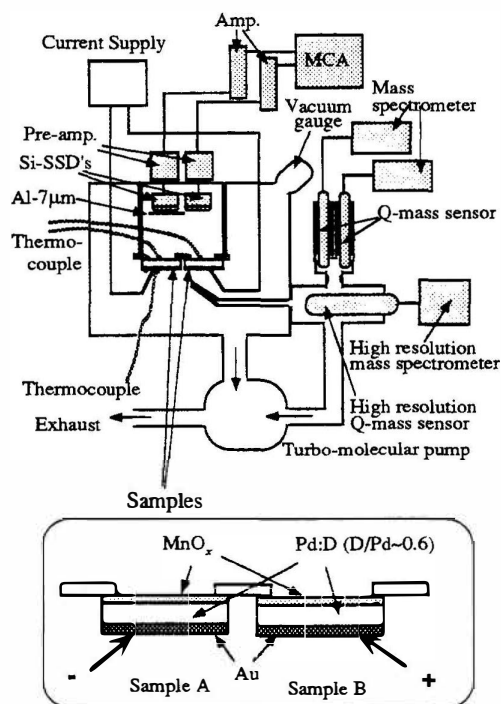 Amp.
Current Supply
MCA
Mass
spectrometer
Vacuum
gauge
Pre-amp.
Si-SSD's
Al-7μm
Q-mass sensor
Thermo-
couple
High resolution
mass spectrometer
Thermocouple
High resolution
Q-mass sensor
Exhaust
Turbo-molecular pump
Samples
MnOx
Pd:D (D/Pd~0.6)
-
Au
+
Sample A
Sample B